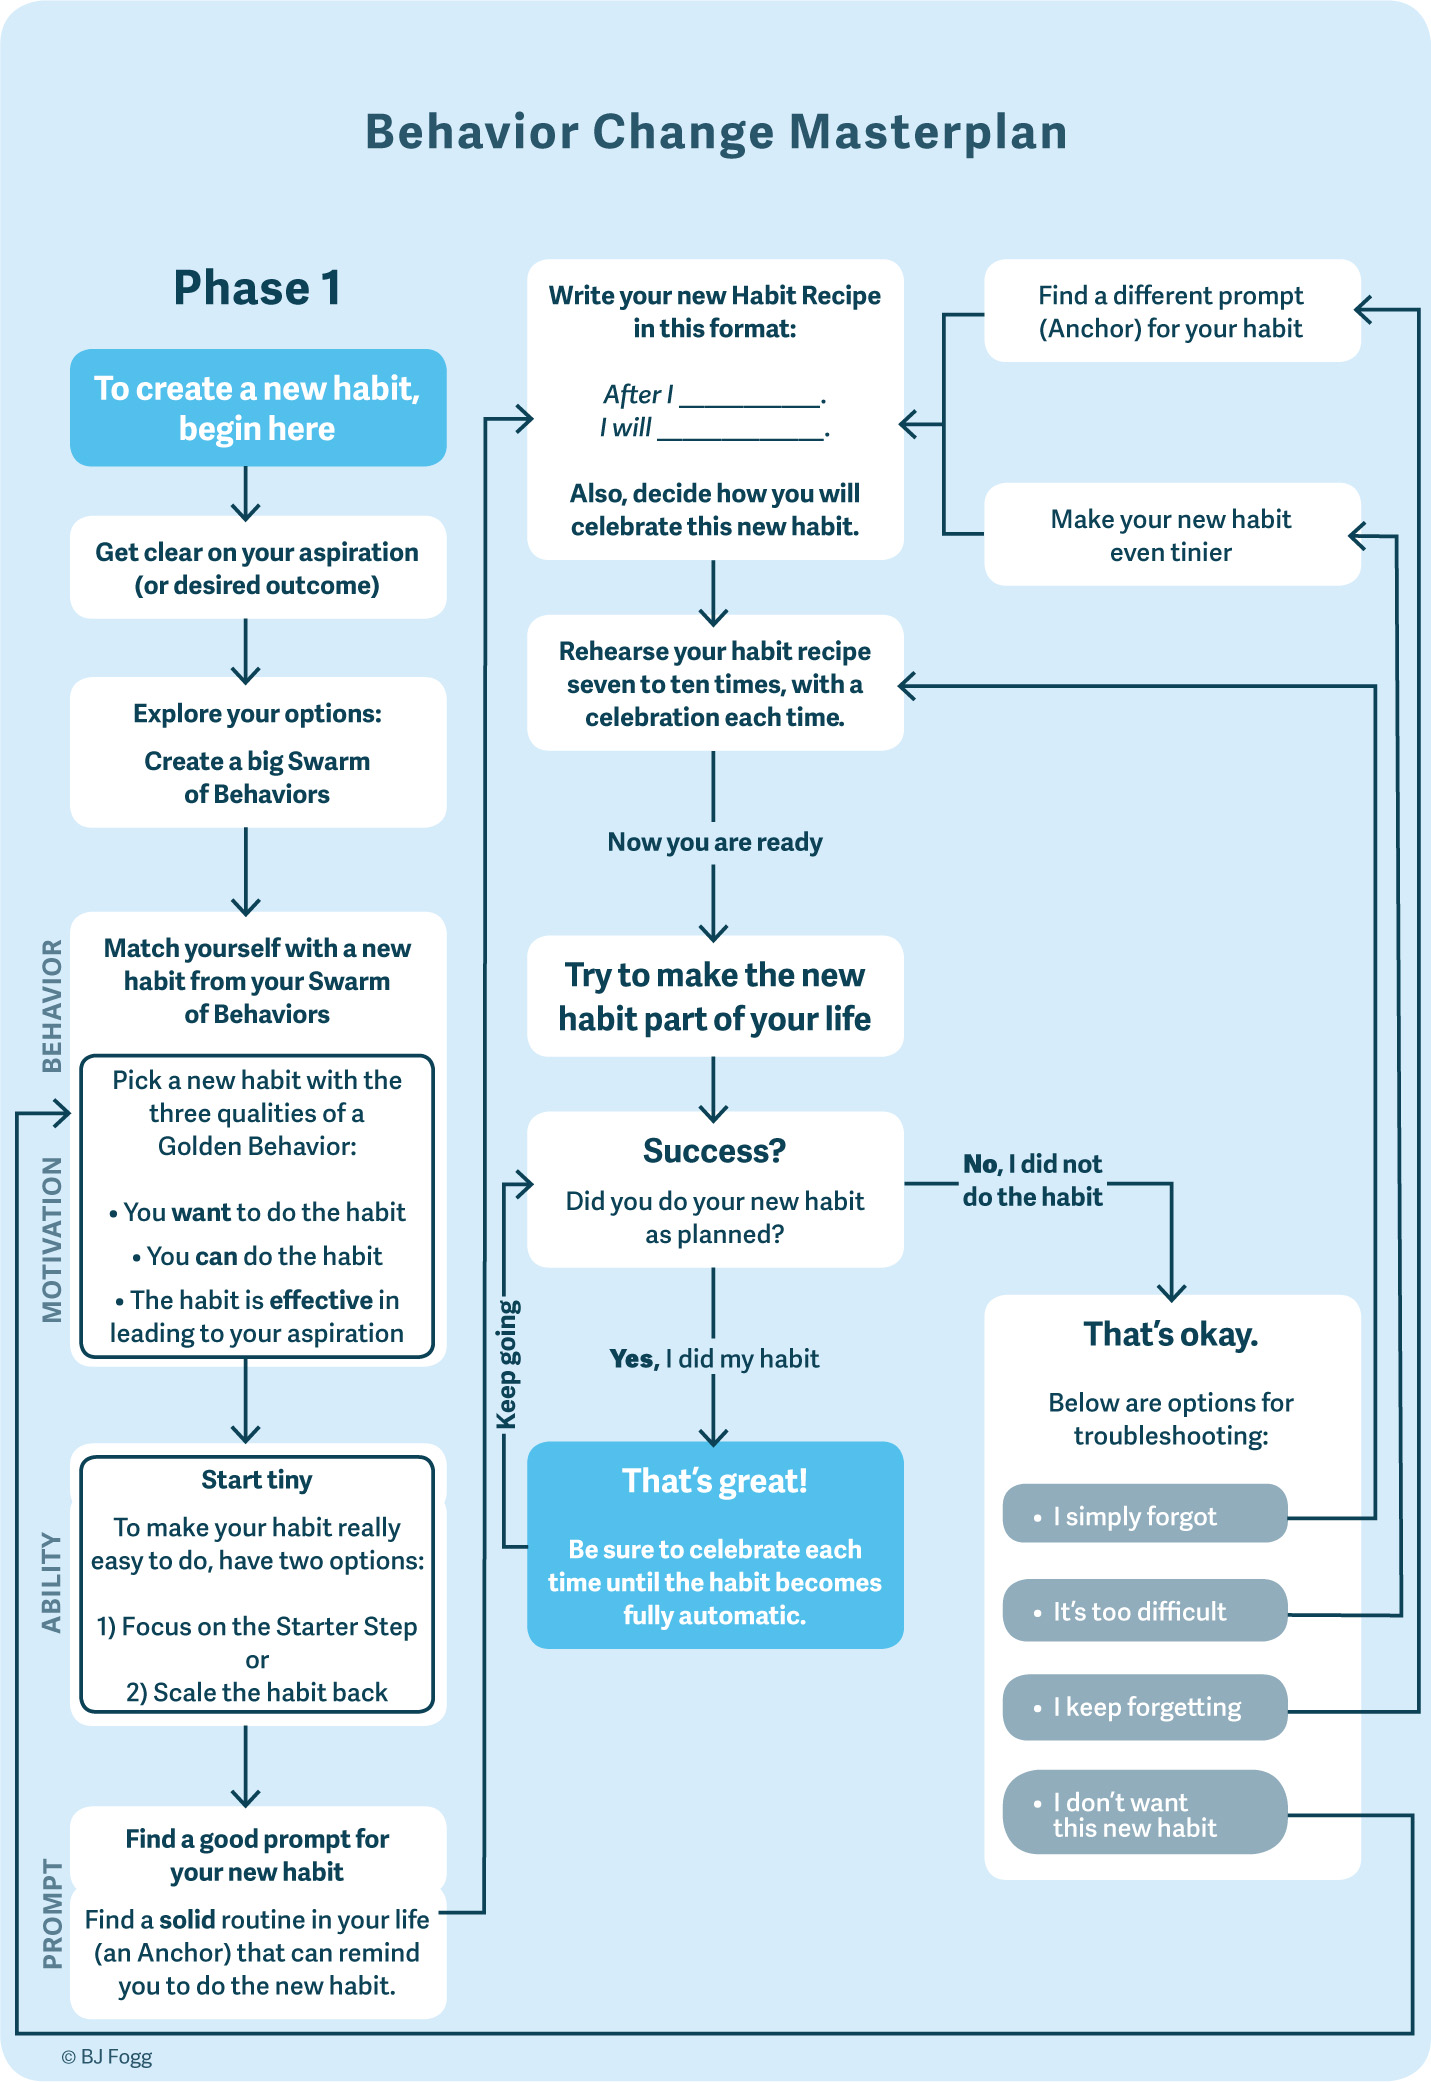 Behavior Change Masterplan
Phase 1
To create a new habit,
begin here
Get clear on your aspiration
(or desired outcome)
Explore your options:
Create a big Swarm
of Behaviors
BEHAVIOR
Match yourself with a new
habit from your Swarm
of Behaviors
MOTIVATION
Pick a new habit with the
three qualities of a
Golden Behavior:
• You want to do the habit
• You can do the habit
• The habit is effective in
leading to your aspiration
ABILITY
Start tiny
To make your habit really
easy to do, have two options:
1) Focus on the Starter Step
or
2) Scale the habit back
PROMPT
Find a good prompt for
your new habit
Find a solid routine in your life
(an Anchor) that can remind
you to do the new habit.
Write your new Habit Recipe
in this format:
After I ___________.
I will _____________.
Also, decide how you will
celebrate this new habit.
Rehearse your habit recipe
seven to ten times, with a
celebration each time.
Now you are ready
Try to make the new
habit part of your life
Success?
Did you do your new habit
as planned?
Keep going
Yes, I did my habit
That's great!
Be sure to celebrate each
time until the habit becomes
fully automatic.
Find a different prompt
(Anchor) for your habit
Make your new habit
even tinier
No, I did not
do the habit
That's okay.
Below are options for
troubleshooting:
• I simply forgot
• It's too difficult
• I keep forgetting
• I don't want
this new habit
© BJ Fogg